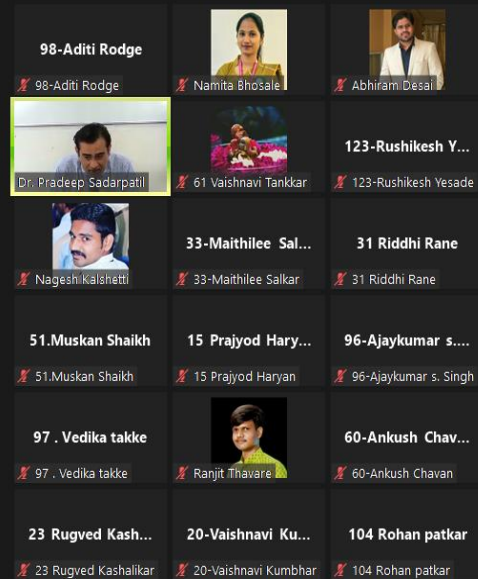 98-Aditi Rodge
98-Aditi Rodge
Namita Bhosale
Abhiram Desai
Dr. Pradeep Sadarpatil
61 Vaishnavi Tankkar
123-Rushikesh Y...
123-Rushikesh Yesade
Nagesh Kalshetti
33-Maithilee Sal...
33-Maithilee Salkar
31 Riddhi Rane
31 Riddhi Rane
51.Muskan Shaikh
51.Muskan Shaikh
15 Prajyod Hary...
15 Prajyod Haryan
96-Ajaykumar s....
96-Ajaykumar s. Singh
97 . Vedika takke
97 . Vedika takke
Ranjit Thavare
60-Ankush Chav...
60-Ankush Chavan
23 Rugved Kash...
23 Rugved Kashalikar
20-Vaishnavi Ku...
20-Vaishnavi Kumbhar
104 Rohan patkar
104 Rohan patkar